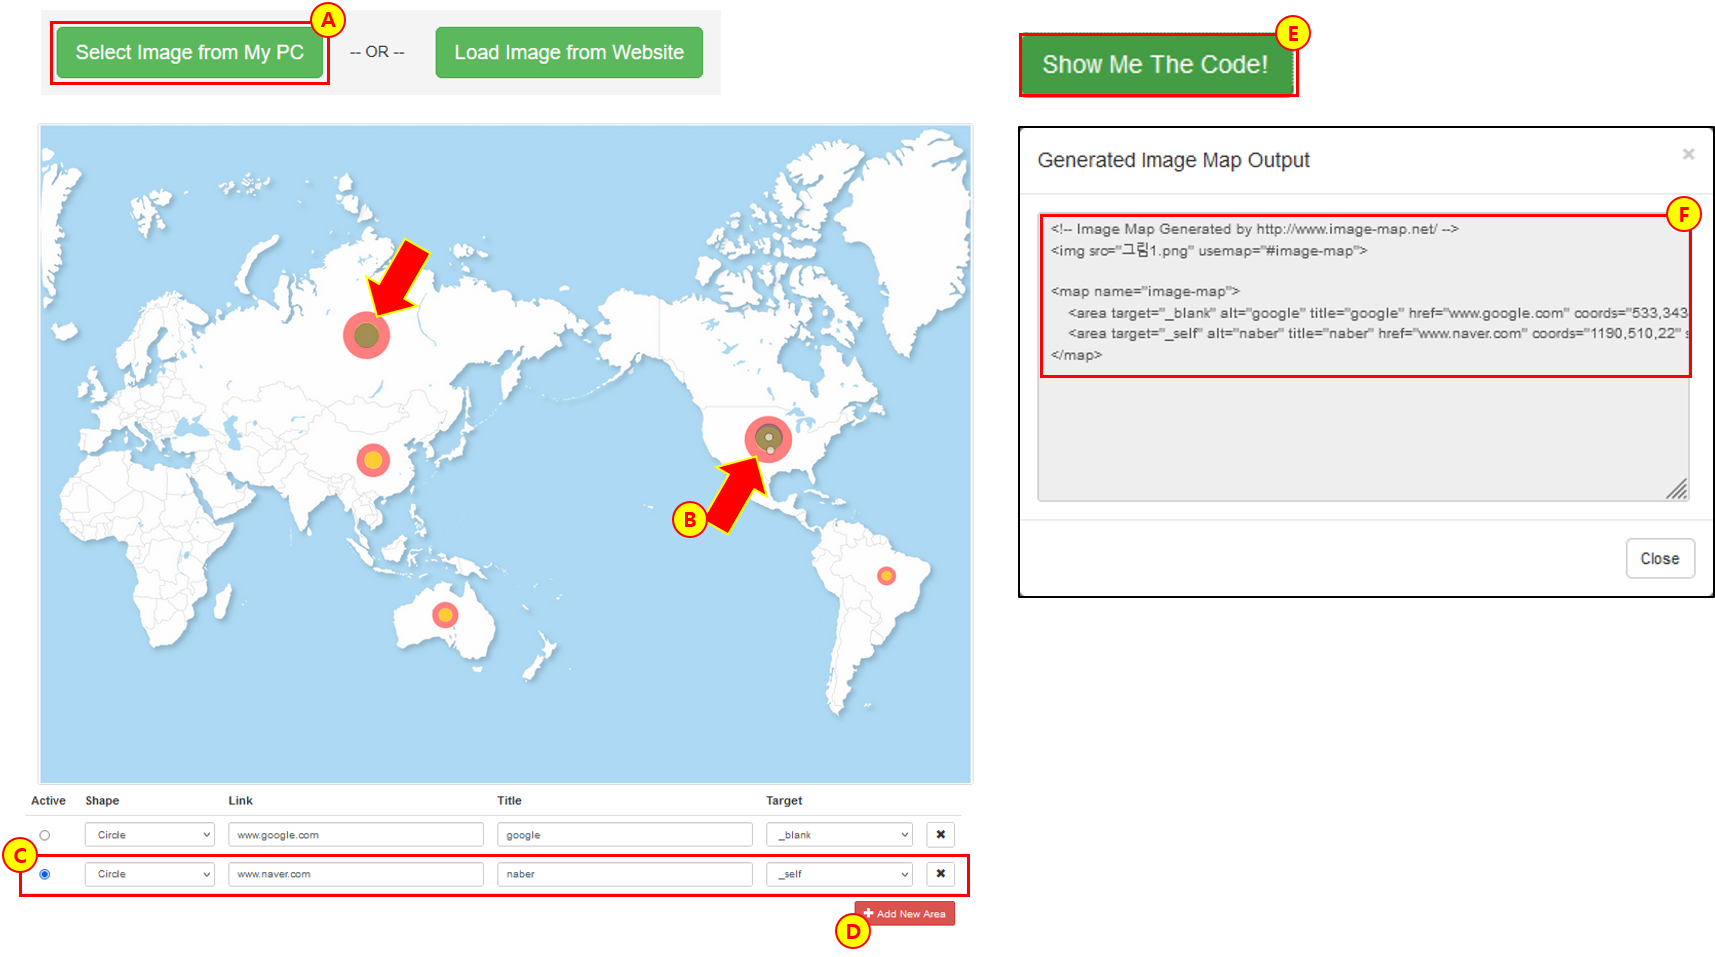 A
Select Image from My PC
-- OR --
Load Image from Website
B
Active Shape Link Title Target
Circle www.google.com google _blank ✖
C
Circle www.naver.com naber _self ✖
+ Add New Area
D
E
Show Me The Code!
Generated Image Map Output ×
F
<!-- Image Map Generated by http://www.image-map.net/ -->
<img src="그림1.png" usemap="#image-map">
<map name="image-map">
<area target="_blank" alt="google" title="google" href="www.google.com" coords="533,343
<area target="_self" alt="naber" title="naber" href="www.naver.com" coords="1190,510,22" s
</map>
Close